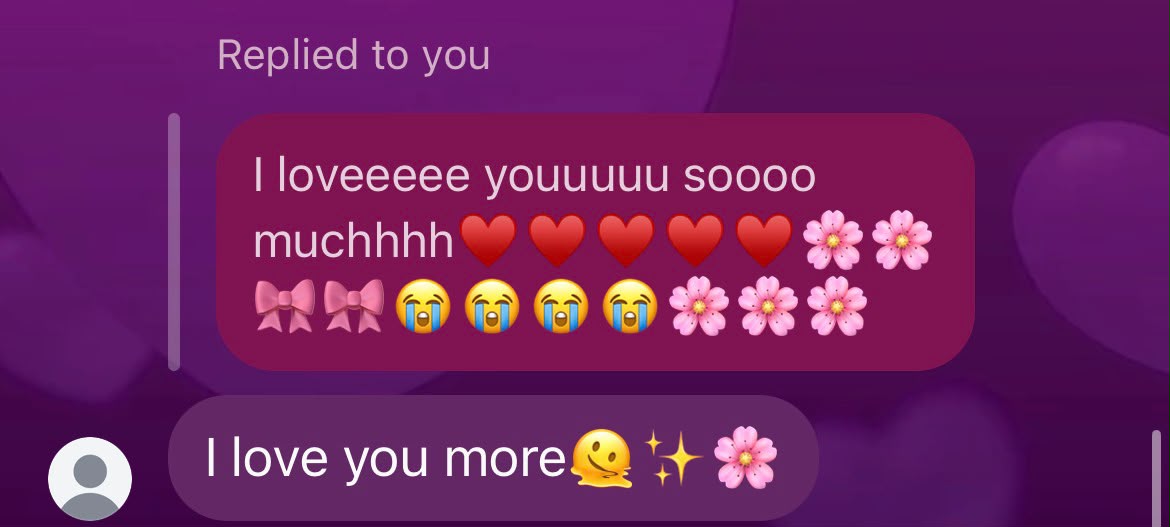 Replied to you
I loveeeee youuuuu soooo
muchhhh♥️♥️♥️♥️♥️🌸🌸
🎀🎀😭😭😭😭🌸🌸🌸
I love you more🫠✨🌸